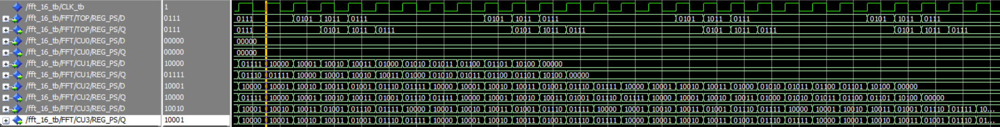 /fft_16_tb/CLK_tb 1
/fft_16_tb/FFT/TOP/REG_PS/D 0111 0111 0101 1011 0111 0101 1011 0111 0101 1011 0111 0101 1011 0111
/fft_16_tb/FFT/TOP/REG_PS/Q 0111 0111 0101 1011 0111 0101 1011 0111 0101 1011 0111 0101 1011 0111
/fft_16_tb/FFT/CU0/REG_PS/D 00000 00000
/fft_16_tb/FFT/CU0/REG_PS/Q 00000 00000
/fft_16_tb/FFT/CU1/REG_PS/D 10000 01111 10000 10001 10010 10011 01000 01010 01011 01100 01101 10100 00000
/fft_16_tb/FFT/CU1/REG_PS/Q 01111 01110 01111 10000 10001 10010 10011 01000 01010 01011 01100 01101 10100 00000
/fft_16_tb/FFT/CU2/REG_PS/D 10001 10000 10001 10010 10011 01001 01110 01111 10000 10001 10010 10011 01001 01110 01111 10000 10001 10010 10011 01000 01010 01011 01100 01101 10100 00000
/fft_16_tb/FFT/CU2/REG_PS/Q 10000 01111 10000 10001 10010 10011 01001 01110 01111 10000 10001 10010 10011 01001 01110 01111 10000 10001 10010 10011 01000 01010 01011 01100 01101 10100 00000
/fft_16_tb/FFT/CU3/REG_PS/D 10010 10001 10010 10011 01001 01110 01111 10000 10001 10010 10011 01001 01110 01111 10000 10001 10010 10011 01001 01110 01111 10000 10001 10010 10011 01001 01110 01111 10...
/fft_16_tb/FFT/CU3/REG_PS/Q 10001 10000 10001 10010 10011 01001 01110 01111 10000 10001 10010 10011 01001 01110 01111 10000 10001 10010 10011 01001 01110 01111 10000 10001 10010 10011 01001 01110 01...